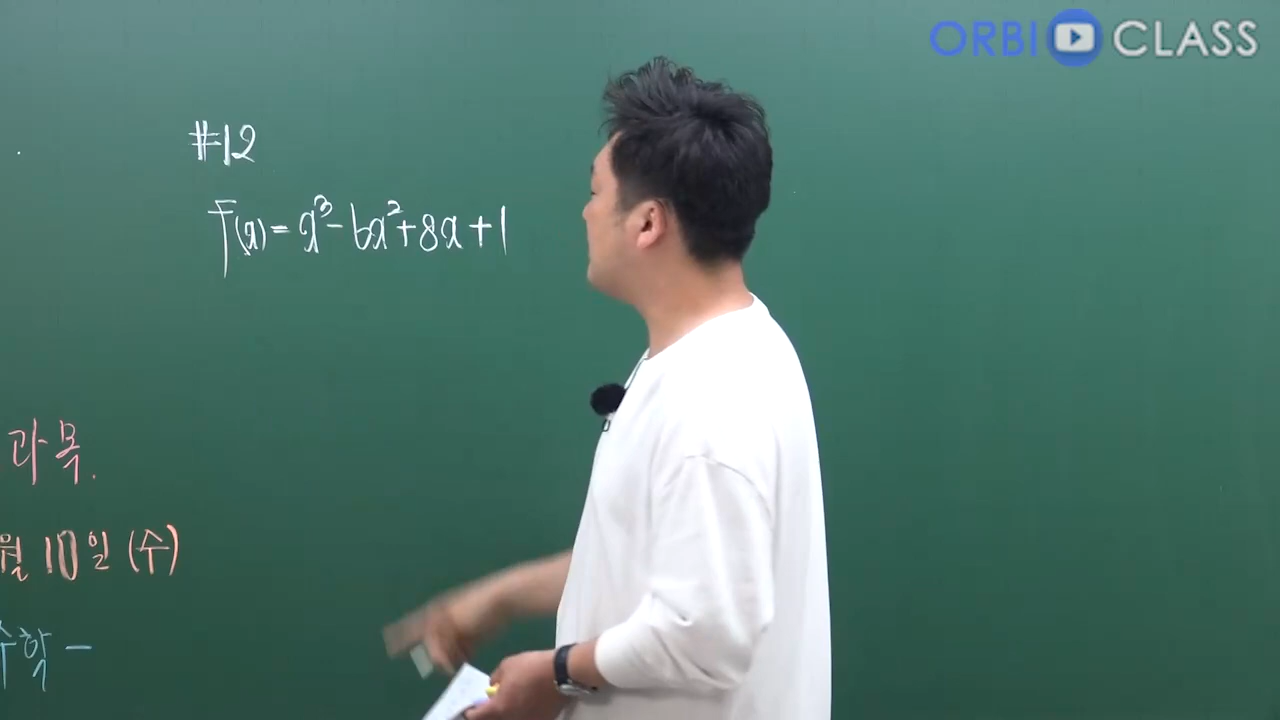 ORBI CLASS
#12
f(x)=x³-6x²+8x+1
과목.
월 10일 (수)
수학 -